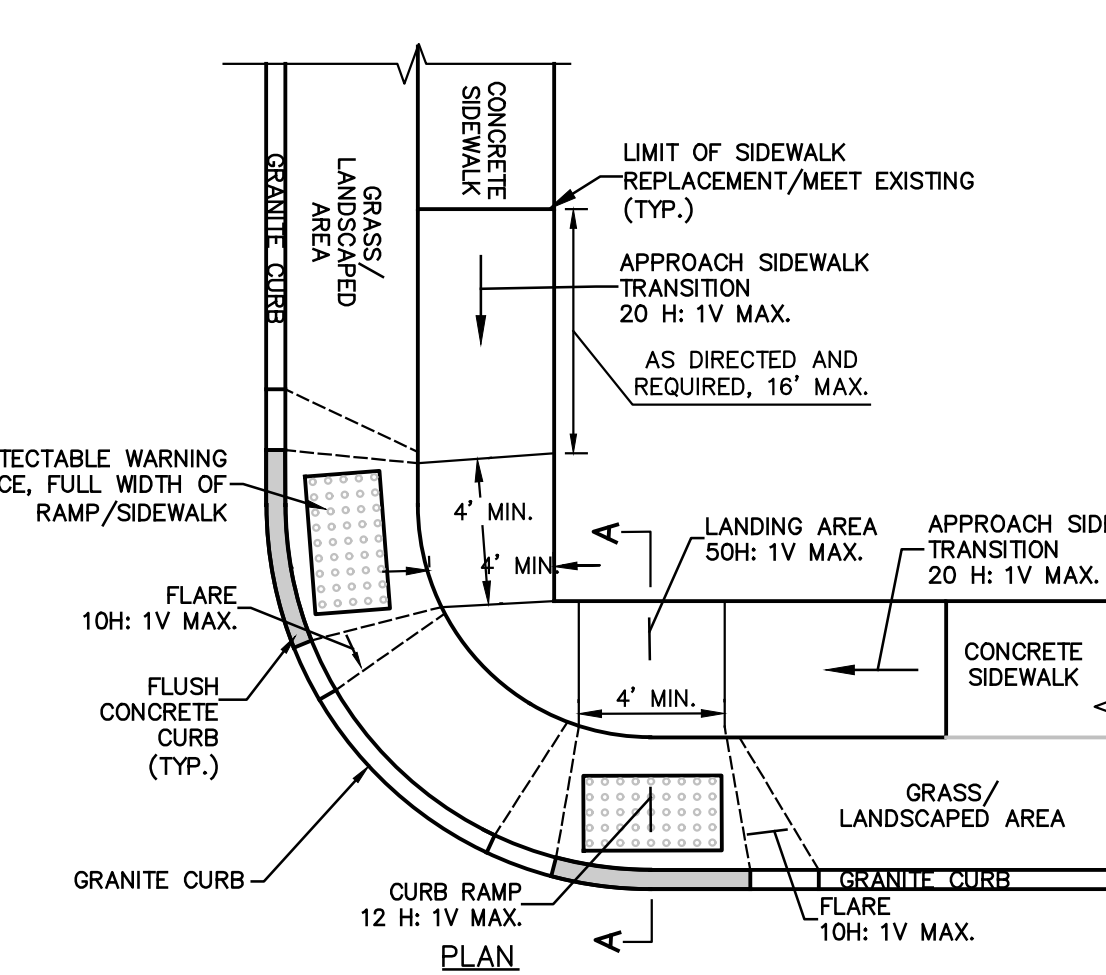 CONCRETE
SIDEWALK
GRANITE CURB
GRASS/
LANDSCAPED
AREA
LIMIT OF SIDEWALK
REPLACEMENT/MEET EXISTING
(TYP.)
APPROACH SIDEWALK
TRANSITION
20 H: 1V MAX.
AS DIRECTED AND
REQUIRED, 16' MAX.
TECTABLE WARNING
CE, FULL WIDTH OF
RAMP/SIDEWALK
4' MIN.
4' MIN.
A
LANDING AREA
50H: 1V MAX.
APPROACH SID
TRANSITION
20 H: 1V MAX.
FLARE
10H: 1V MAX.
CONCRETE
SIDEWALK
FLUSH
CONCRETE
CURB
(TYP.)
4' MIN.
GRASS/
LANDSCAPED AREA
GRANITE CURB
CURB RAMP
12 H: 1V MAX.
GRANITE CURB
FLARE
10H: 1V MAX.
A
PLAN